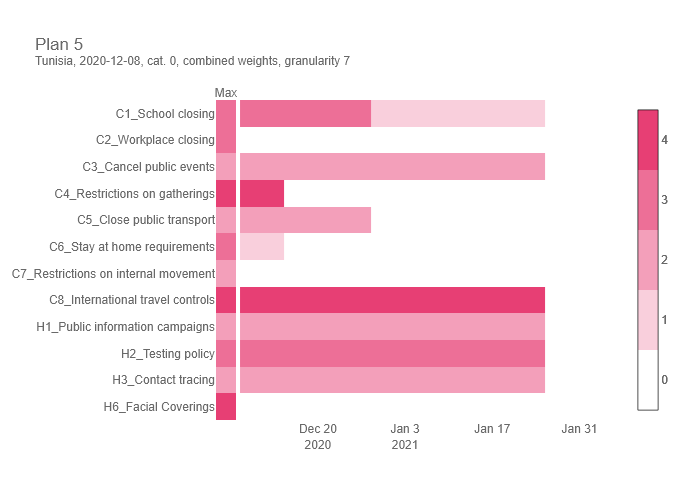 Plan 5
Tunisia, 2020-12-08, cat. 0, combined weights, granularity 7
Max
C1_School closing
C2_Workplace closing
C3_Cancel public events
C4_Restrictions on gatherings
C5_Close public transport
C6_Stay at home requirements
C7_Restrictions on internal movement
C8_International travel controls
H1_Public information campaigns
H2_Testing policy
H3_Contact tracing
H6_Facial Coverings
Dec 20 Jan 3 Jan 17 Jan 31
2020 2021
4
3
2
1
0